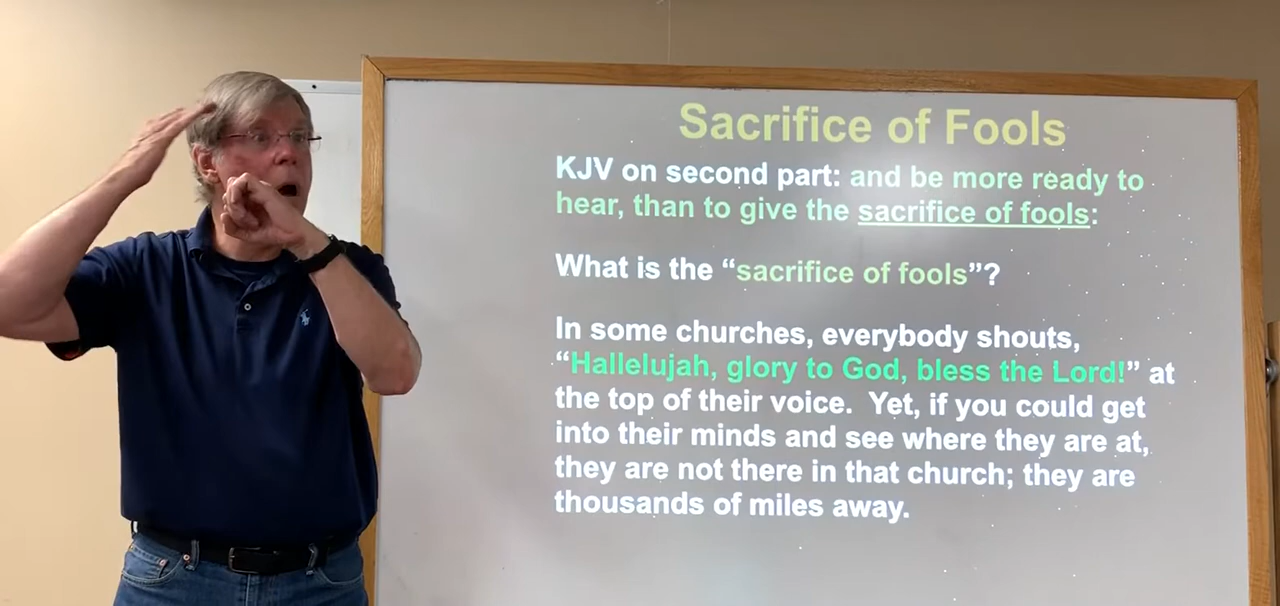 Sacrifice of Fools
KJV on second part: and be more ready to
hear, than to give the sacrifice of fools:
What is the “sacrifice of fools”?
In some churches, everybody shouts,
“Hallelujah, glory to God, bless the Lord!” at
the top of their voice.  Yet, if you could get
into their minds and see where they are at,
they are not there in that church; they are
thousands of miles away.